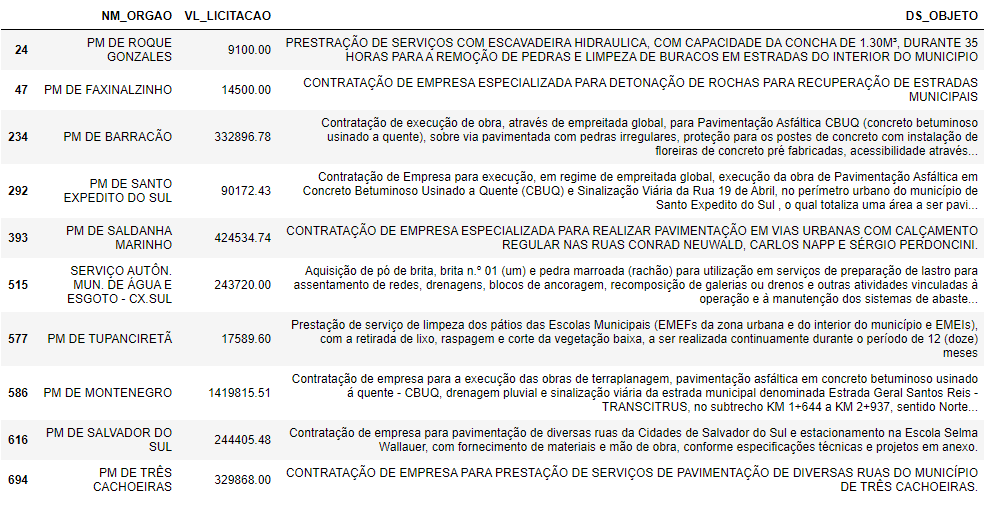 NM_ORGAO VL_LICITACAO DS_OBJETO
24 PM DE ROQUE GONZALES 9100.00 PRESTRAÇÃO DE SERVIÇOS COM ESCAVADEIRA HIDRAULICA, COM CAPACIDADE DA CONCHA DE 1.30M³, DURANTE 35
HORAS PARA A REMOÇÃO DE PEDRAS E LIMPEZA DE BURACOS EM ESTRADAS DO INTERIOR DO MUNICIPIO
47 PM DE FAXINALZINHO 14500.00 CONTRATAÇÃO DE EMPRESA ESPECIALIZADA PARA DETONAÇÃO DE ROCHAS PARA RECUPERAÇÃO DE ESTRADAS
MUNICIPAIS
234 PM DE BARRACÃO 332896.78 Contratação de execução de obra, através de empreitada global, para Pavimentação Asfáltica CBUQ (concreto betuminoso
usinado a quente), sobre via pavimentada com pedras irregulares, proteção para os postes de concreto com instalação de
floreiras de concreto pré fabricadas, acessibilidade através...
292 PM DE SANTO EXPEDITO DO SUL 90172.43 Contratação de Empresa para execução, em regime de empreitada global, execução da obra de Pavimentação Asfáltica em
Concreto Betuminoso Usinado a Quente (CBUQ) e Sinalização Viária da Rua 19 de Abril, no perímetro urbano do município de
Santo Expedito do Sul , o qual totaliza uma área a ser pavi...
393 PM DE SALDANHA MARINHO 424534.74 CONTRATAÇÃO DE EMPRESA ESPECIALIZADA PARA REALIZAR PAVIMENTAÇÃO EM VIAS URBANAS COM CALÇAMENTO
REGULAR NAS RUAS CONRAD NEUWALD, CARLOS NAPP E SÉRGIO PERDONCINI.
515 SERVIÇO AUTÔN. MUN. DE ÁGUA E ESGOTO - CX.SUL 243720.00 Aquisição de pó de brita, brita n.º 01 (um) e pedra marroada (rachão) para utilização em serviços de preparação de lastro para
assentamento de redes, drenagens, blocos de ancoragem, recomposição de galerias ou drenos e outras atividades vinculadas à
operação e à manutenção dos sistemas de abaste...
577 PM DE TUPANCIRETÃ 17589.60 Prestação de serviço de limpeza dos pátios das Escolas Municipais (EMEFs da zona urbana e do interior do município e EMEIs),
com a retirada de lixo, raspagem e corte da vegetação baixa, a ser realizada continuamente durante o período de 12 (doze)
meses
586 PM DE MONTENEGRO 1419815.51 Contratação de empresa para a execução das obras de terraplanagem, pavimentação asfáltica em concreto betuminoso usinado
á quente - CBUQ, drenagem pluvial e sinalização viária da estrada municipal denominada Estrada Geral Santos Reis -
TRANSCITRUS, no subtrecho KM 1+644 a KM 2+937, sentido Norte...
616 PM DE SALVADOR DO SUL 244405.48 Contratação de empresa para pavimentação de diversas ruas da Cidades de Salvador do Sul e estacionamento na Escola Selma
Wallauer, com fornecimento de materiais e mão de obra, conforme especificações técnicas e projetos em anexo.
694 PM DE TRÊS CACHOEIRAS 329868.00 CONTRATAÇÃO DE EMPRESA PARA PRESTAÇÃO DE SERVIÇOS DE PAVIMENTAÇÃO DE DIVERSAS RUAS DO MUNICÍPIO
DE TRÊS CACHOEIRAS.